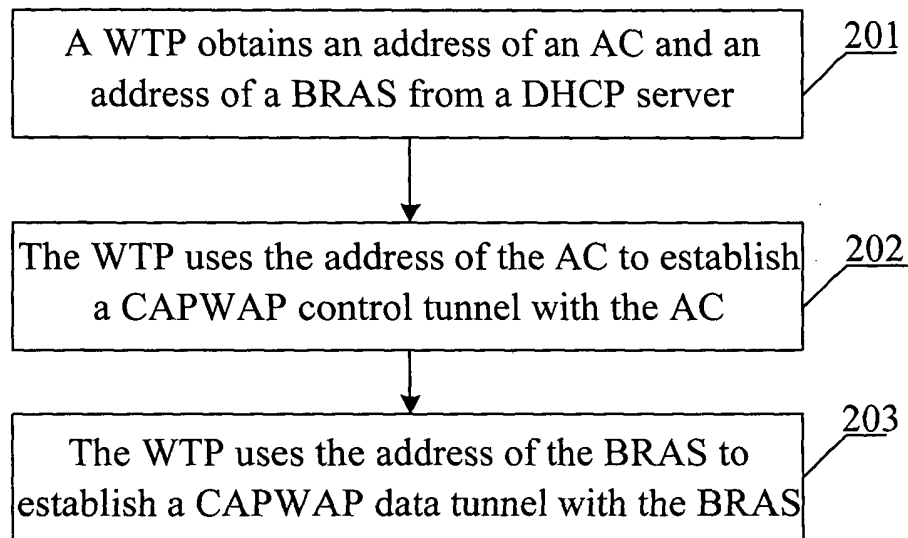 A WTP obtains an address of an AC and an
address of a BRAS from a DHCP server
201
The WTP uses the address of the AC to establish
a CAPWAP control tunnel with the AC
202
The WTP uses the address of the BRAS to
establish a CAPWAP data tunnel with the BRAS
203